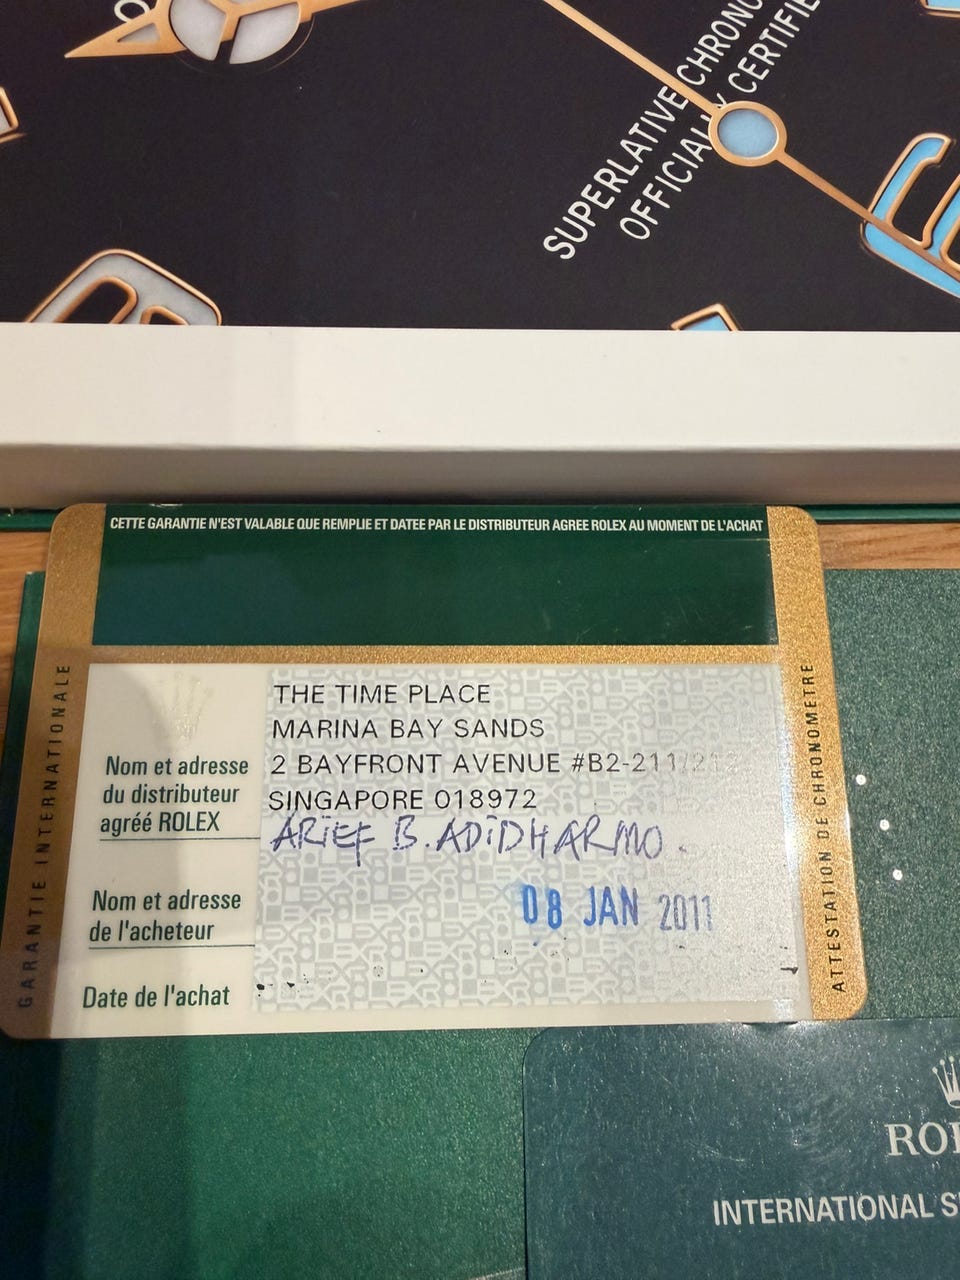 SUPERLATIVE CHRONO
OFFICIALLY CERTIFIE
CETTE GARANTIE N'EST VALABLE QUE REMPLIE ET DATEE PAR LE DISTRIBUTEUR AGREE ROLEX AU MOMENT DE L'ACHAT
GARANTIE INTERNATIONALE
Nom et adresse
du distributeur
agréé ROLEX
THE TIME PLACE
MARINA BAY SANDS
2 BAYFRONT AVENUE #B2-211/21
SINGAPORE 018972
ARIEF B. ADIDHARMO.
Nom et adresse
de l'acheteur
08 JAN 2011
Date de l'achat
ATTESTATION DE CHRONOMETRE
ROL
INTERNATIONAL S